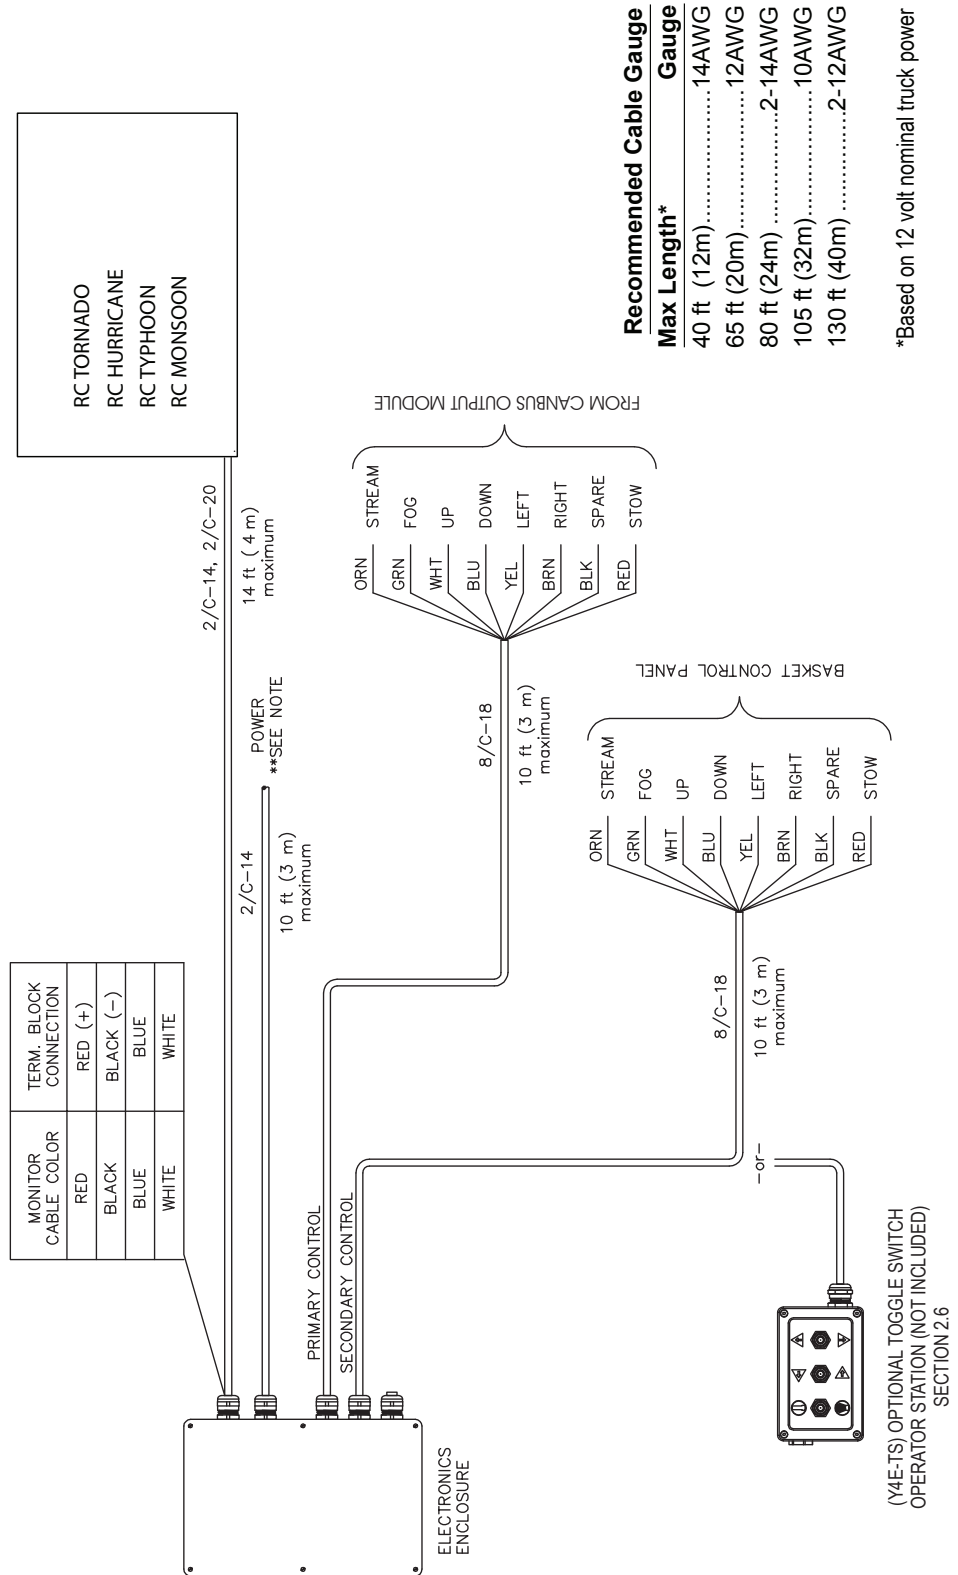 MONITOR
CABLE COLOR
TERM. BLOCK
CONNECTION
RED
RED (+)
BLACK
BLACK (−)
BLUE
BLUE
WHITE
WHITE
RC TORNADO
RC HURRICANE
RC TYPHOON
RC MONSOON
2/C−14, 2/C−20
14 ft ( 4 m)
maximum
2/C−14
10 ft (3 m)
maximum
POWER
**SEE NOTE
ELECTRONICS
ENCLOSURE
PRIMARY CONTROL
SECONDARY CONTROL
8/C−18
10 ft (3 m)
maximum
ORN STREAM
GRN FOG
WHT UP
BLU DOWN
YEL LEFT
BRN RIGHT
BLK SPARE
RED STOW
FROM CANBUS OUTPUT MODULE
8/C−18
10 ft (3 m)
maximum
ORN STREAM
GRN FOG
WHT UP
BLU DOWN
YEL LEFT
BRN RIGHT
BLK SPARE
RED STOW
BASKET CONTROL PANEL
−or−
(Y4E-TS) OPTIONAL TOGGLE SWITCH
OPERATOR STATION (NOT INCLUDED)
SECTION 2.6
Recommended Cable Gauge
Max Length* Gauge
40 ft (12m)........................14AWG
65 ft (20m)........................12AWG
80 ft (24m) ....................2-14AWG
105 ft (32m)......................10AWG
130 ft (40m) ..................2-12AWG
*Based on 12 volt nominal truck power